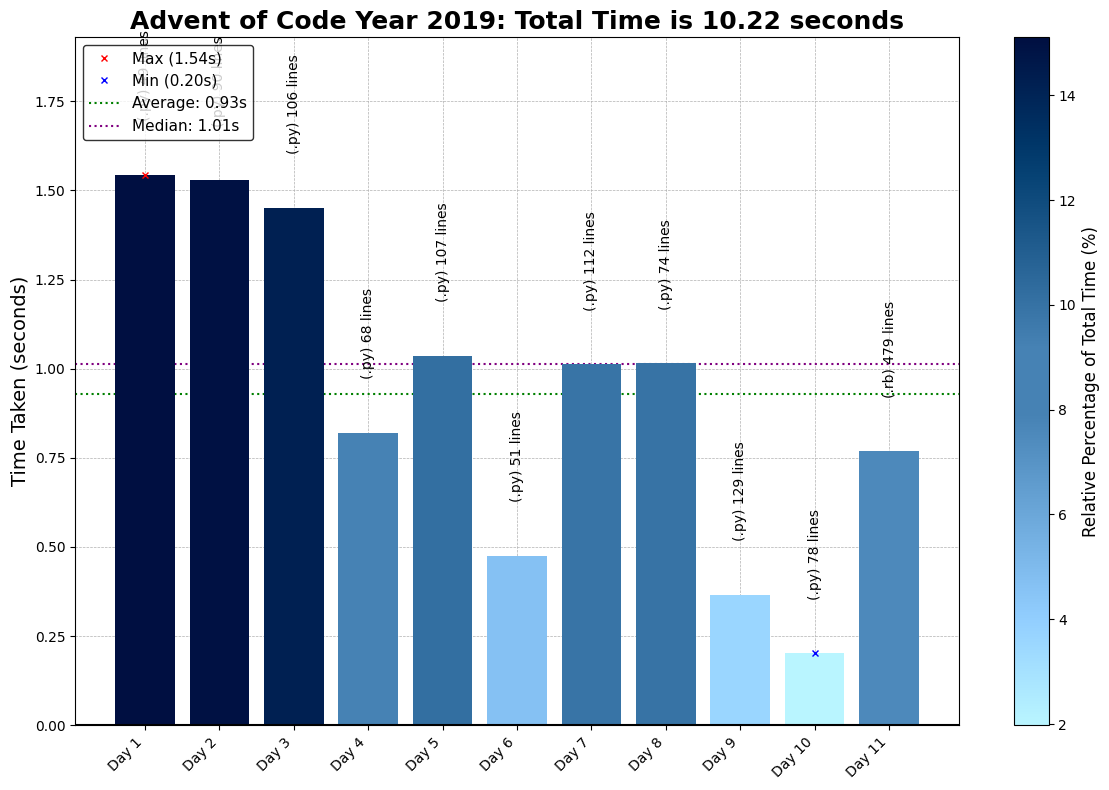 Advent of Code Year 2019: Total Time is 10.22 seconds
Max (1.54s)
Min (0.20s)
Average: 0.93s
Median: 1.01s
(.py) 106 lines
(.py) 68 lines
(.py) 107 lines
(.py) 51 lines
(.py) 112 lines
(.py) 74 lines
(.py) 129 lines
(.py) 78 lines
(.rb) 479 lines
Time Taken (seconds)
1.75
1.50
1.25
1.00
0.75
0.50
0.25
0.00
Day 1
Day 2
Day 3
Day 4
Day 5
Day 6
Day 7
Day 8
Day 9
Day 10
Day 11
14
12
10
8
6
4
2
Relative Percentage of Total Time (%)